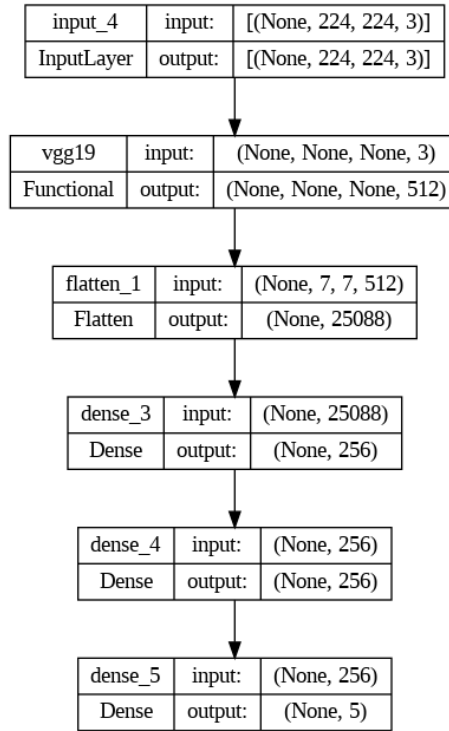 input_4 input: [(None, 224, 224, 3)]
InputLayer output: [(None, 224, 224, 3)]
vgg19 input: (None, None, None, 3)
Functional output: (None, None, None, 512)
flatten_1 input: (None, 7, 7, 512)
Flatten output: (None, 25088)
dense_3 input: (None, 25088)
Dense output: (None, 256)
dense_4 input: (None, 256)
Dense output: (None, 256)
dense_5 input: (None, 256)
Dense output: (None, 5)